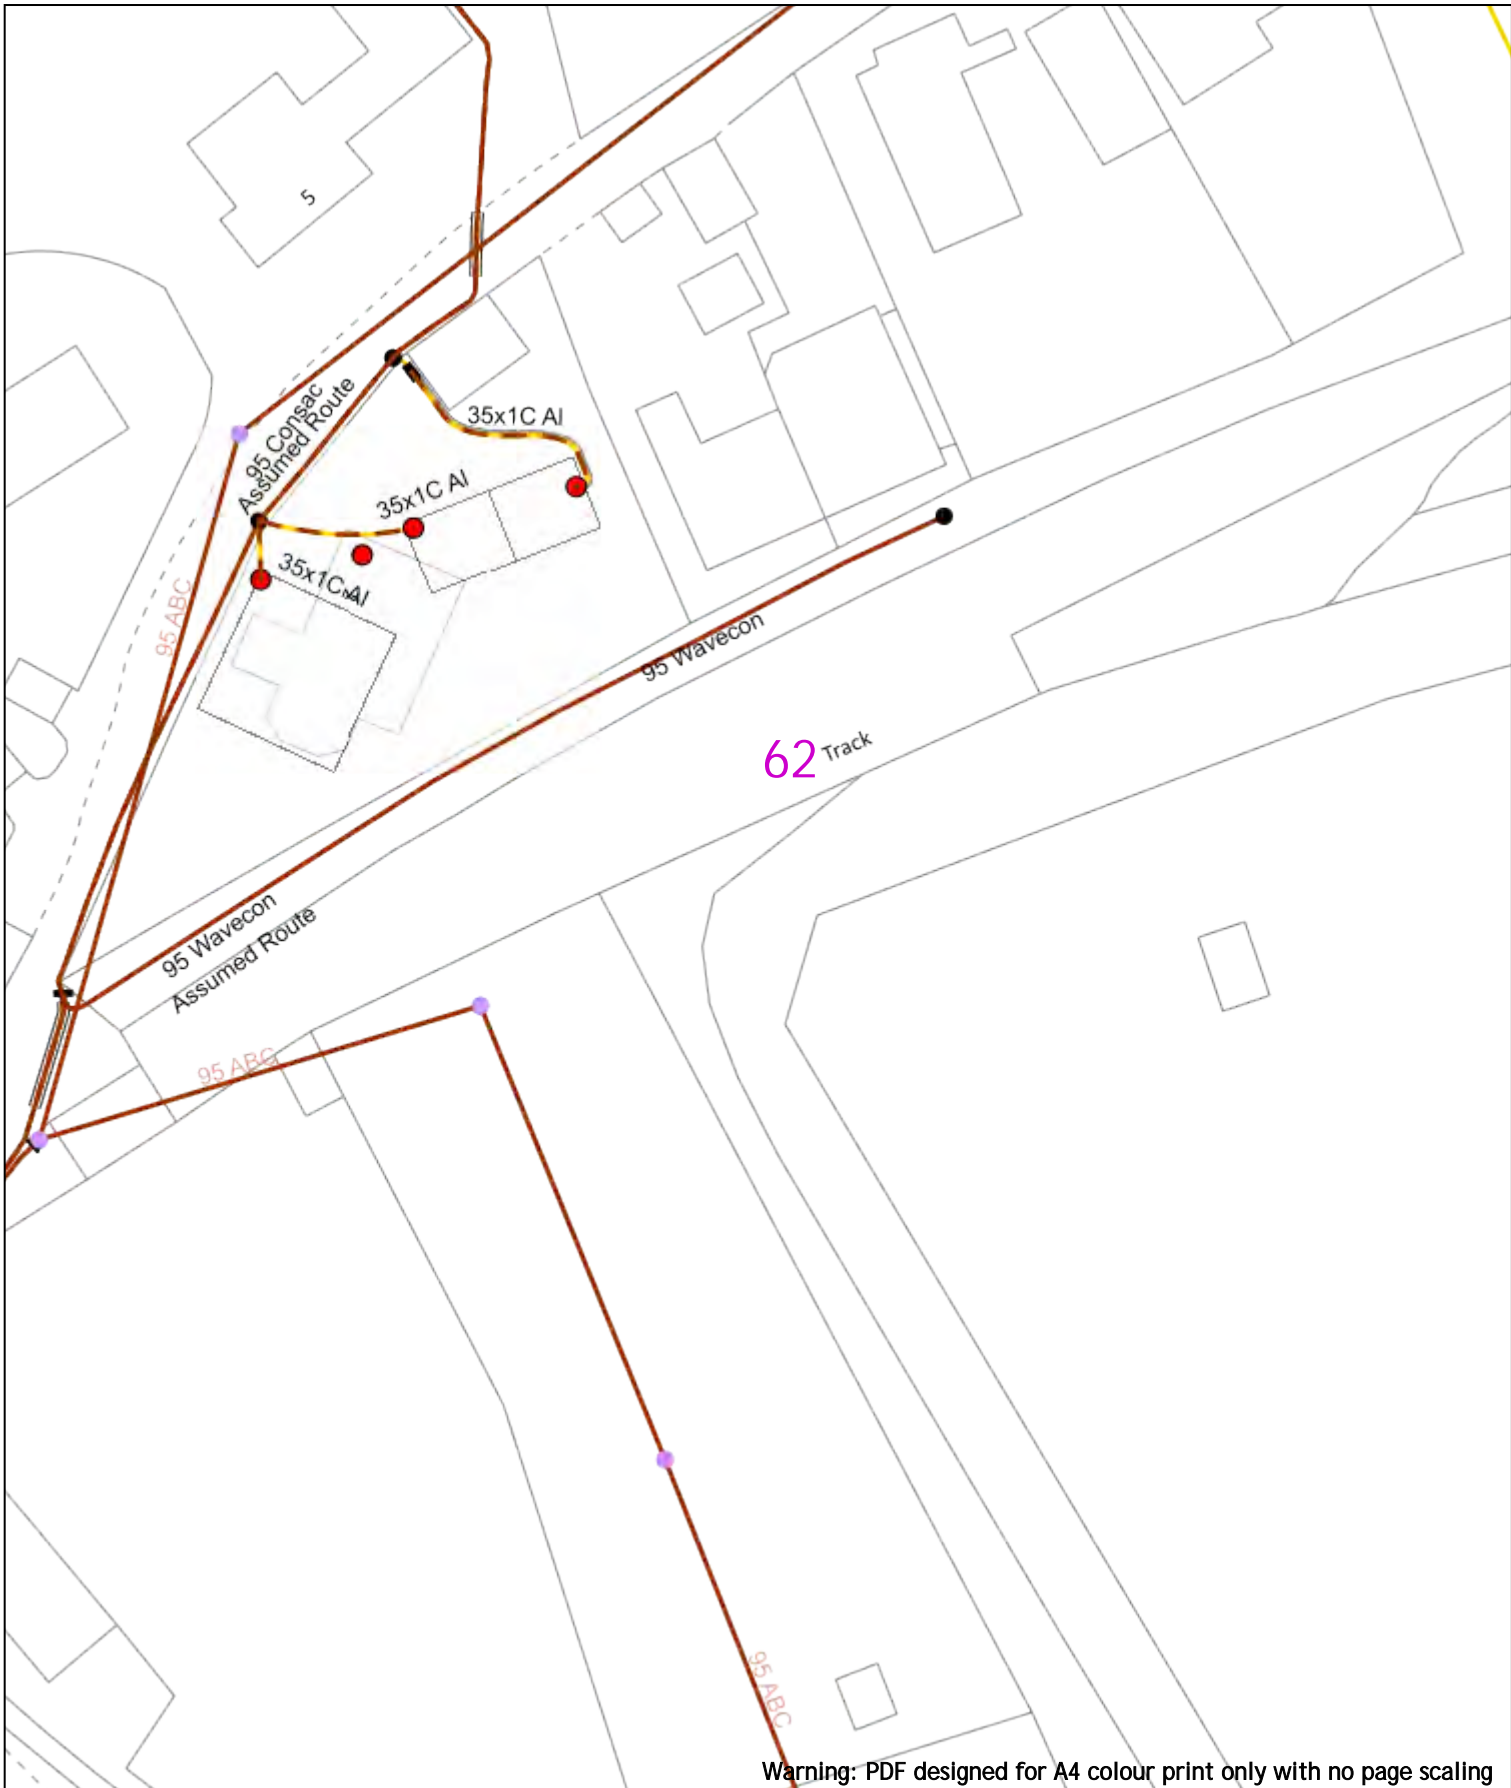 5
95 Consac
Assumed Route
35x1C Al
35x1C Al
35x1C Al
95 ABC
95 Wavecon
62
Track
95 Wavecon
Assumed Route
95 ABC
95 ABC
Warning: PDF designed for A4 colour print only with no page scaling